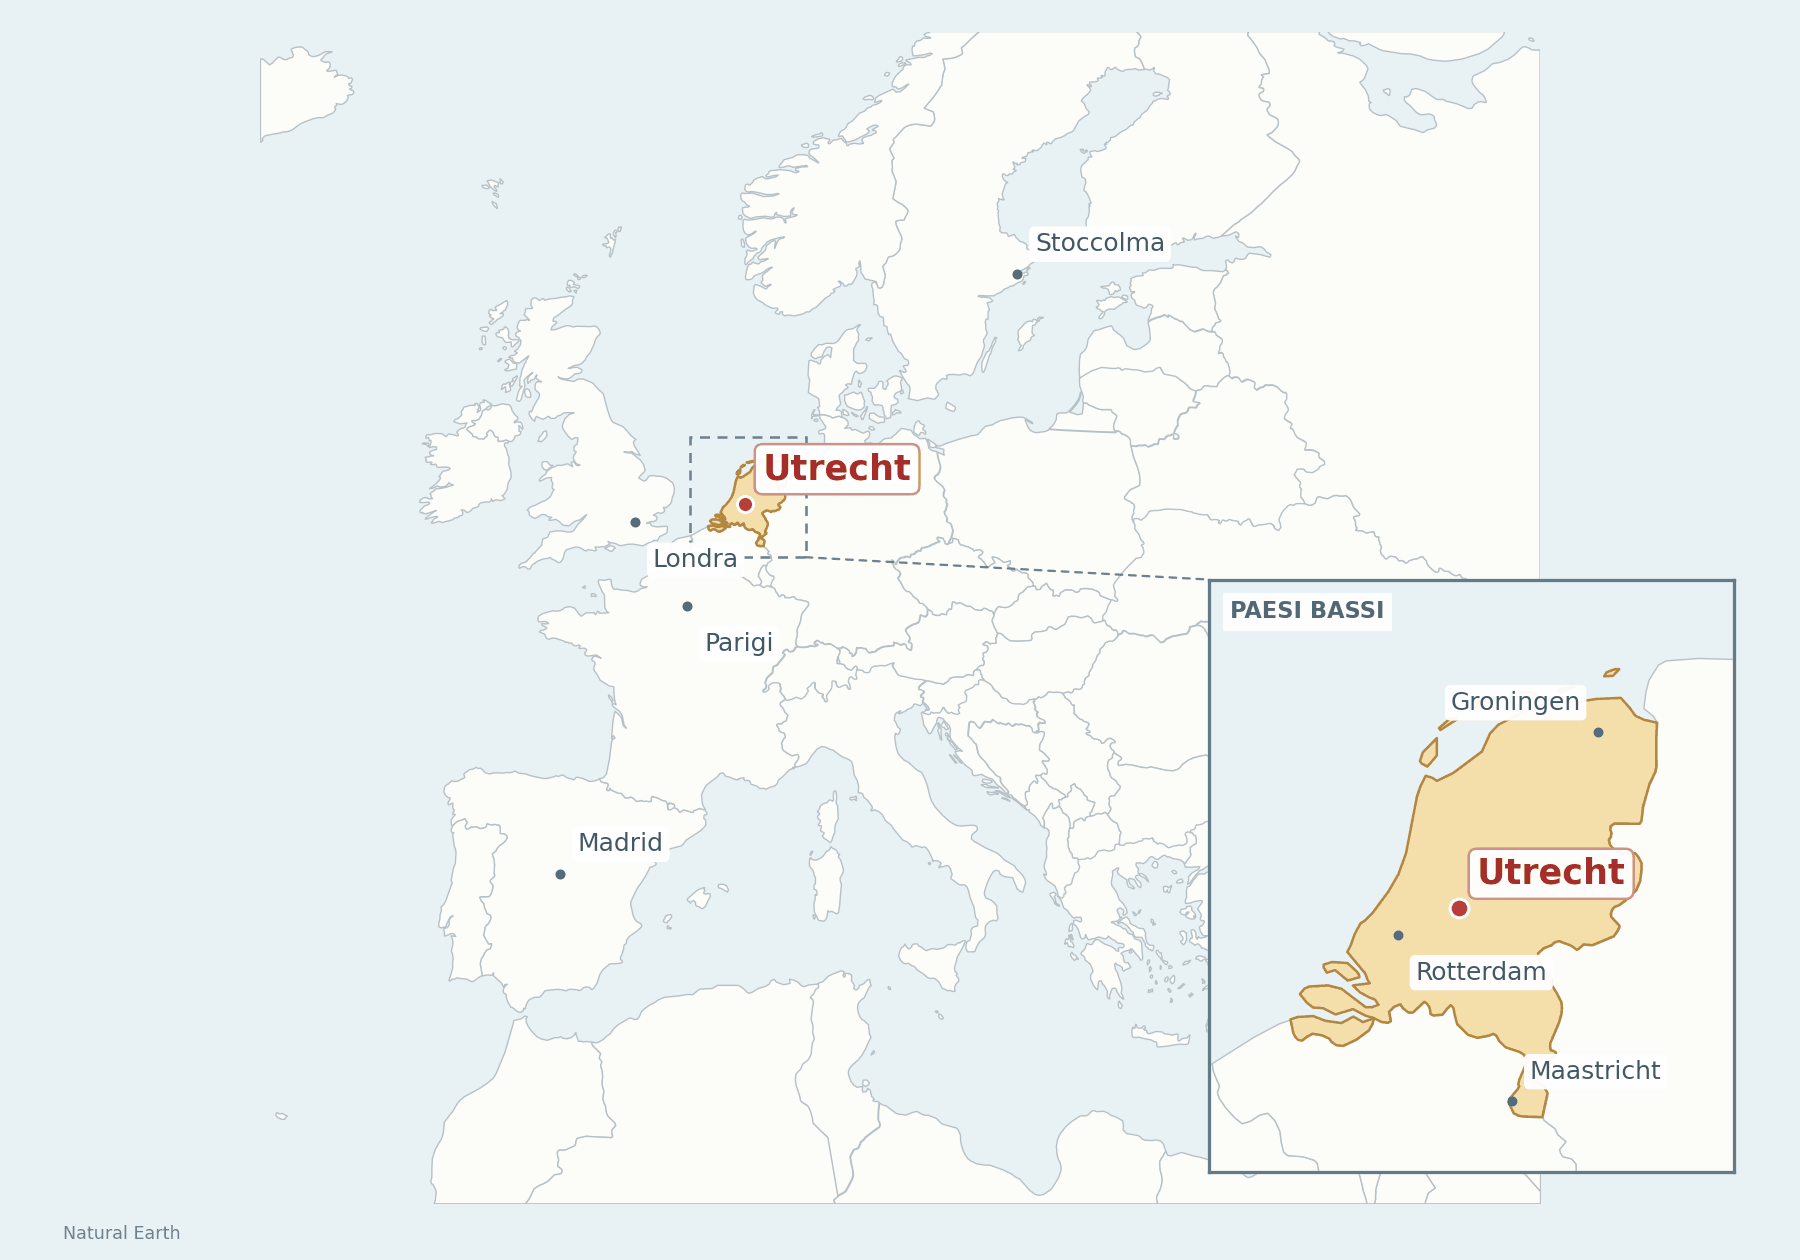 Stoccolma
Utrecht
Londra
Parigi
Madrid
PAESI BASSI
Groningen
Utrecht
Rotterdam
Maastricht
Natural Earth